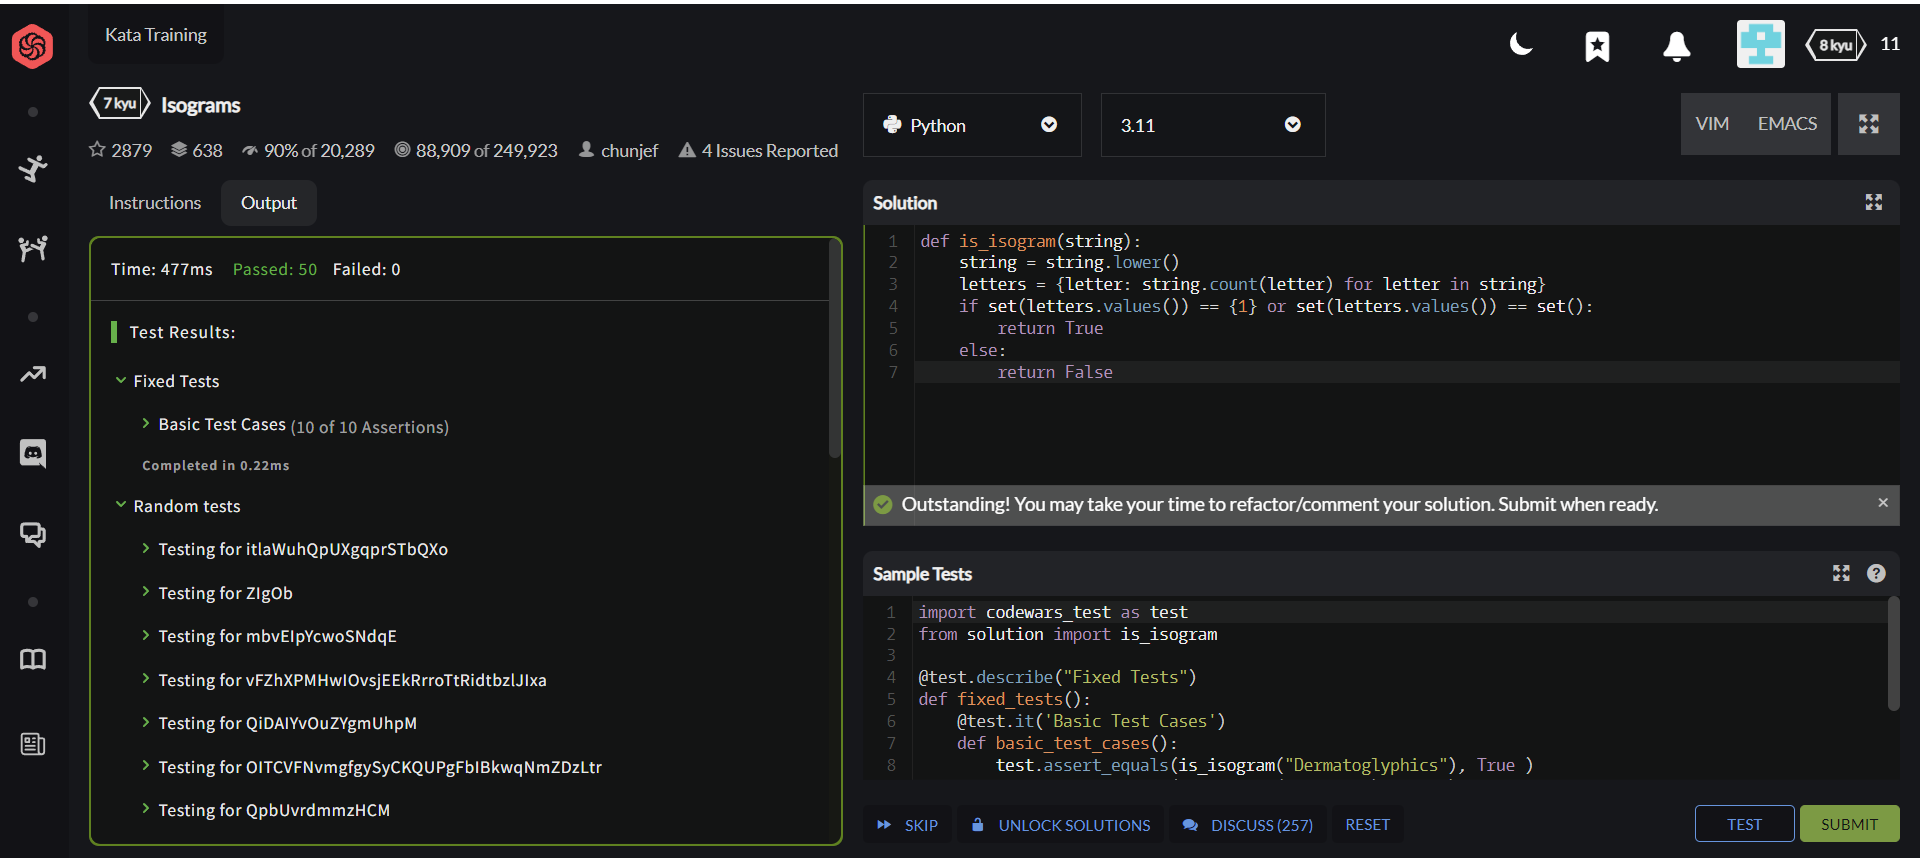 Kata Training
8 kyu 11
7 kyu Isograms
2879 638 90% of 20,289 88,909 of 249,923 chunjef 4 Issues Reported
Instructions Output
Time: 477ms Passed: 50 Failed: 0
Test Results:
Fixed Tests
Basic Test Cases (10 of 10 Assertions)
Completed in 0.22ms
Random tests
Testing for itlaWuhQpUXgqprSTbQXo
Testing for ZIgOb
Testing for mbvEIpYcwoSNdqE
Testing for vFZhXPMHwIOvsjEEkRrroTtRidtbzlJIxa
Testing for QiDAIYvOuZYgmUhpM
Testing for OITCVFNvmgfgySyCKQUPgFbIBkwqNmZDzLtr
Testing for QpbUvrdmmzHCM
Python 3.11 VIM EMACS
Solution
1 def is_isogram(string):
2 string = string.lower()
3 letters = {letter: string.count(letter) for letter in string}
4 if set(letters.values()) == {1} or set(letters.values()) == set():
5 return True
6 else:
7 return False
Outstanding! You may take your time to refactor/comment your solution. Submit when ready.
Sample Tests
1 import codewars_test as test
2 from solution import is_isogram
3
4 @test.describe("Fixed Tests")
5 def fixed_tests():
6 @test.it('Basic Test Cases')
7 def basic_test_cases():
8 test.assert_equals(is_isogram("Dermatoglyphics"), True )
SKIP UNLOCK SOLUTIONS DISCUSS (257) RESET TEST SUBMIT